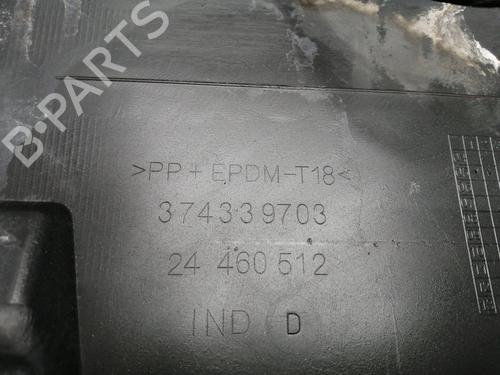 B-PARTS
>PP+EPDM-T18<
374339703
24 460 512
IND D